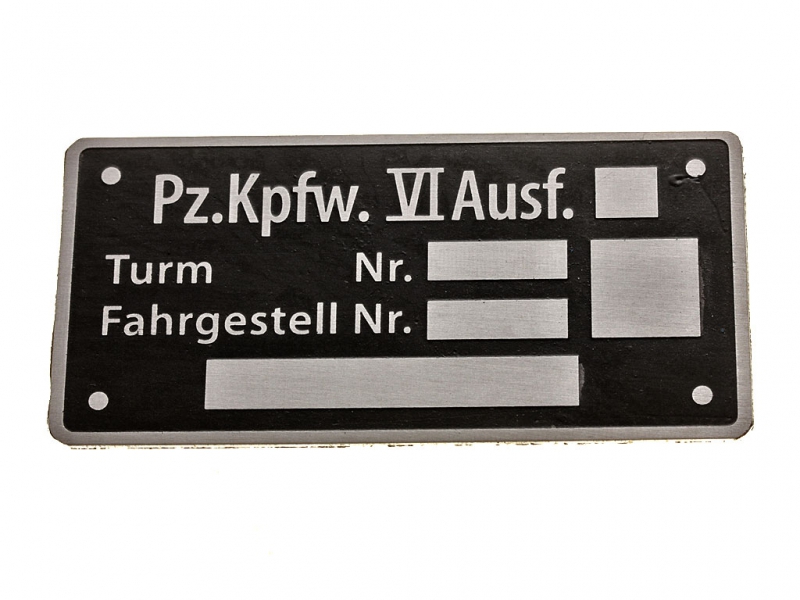 Pz.Kpfw. VI Ausf.
Turm Nr.
Fahrgestell Nr.